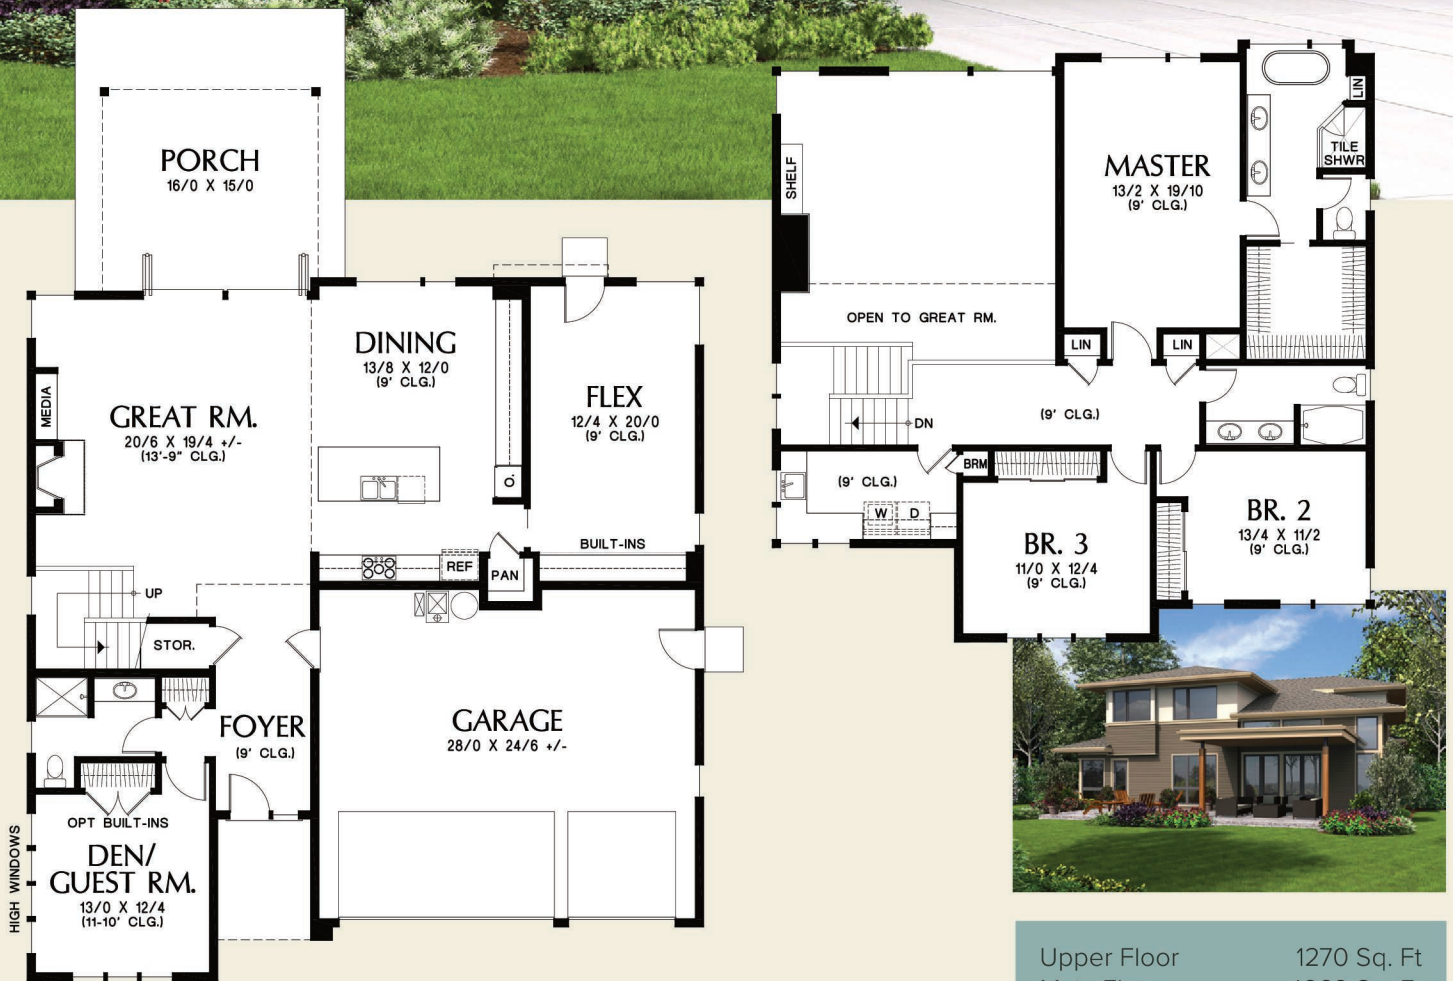 PORCH
16/0 X 15/0
DINING
13/8 X 12/0
(9' CLG.)
FLEX
12/4 X 20/0
(9' CLG.)
MEDIA
GREAT RM.
20/6 X 19/4 +/-
(13'-9" CLG.)
O.
BUILT-INS
REF
PAN
UP
STOR.
FOYER
(9' CLG.)
GARAGE
28/0 X 24/6 +/-
OPT BUILT-INS
HIGH WINDOWS
DEN/
GUEST RM.
13/0 X 12/4
(11-10' CLG.)
SHELF
OPEN TO GREAT RM.
MASTER
13/2 X 19/10
(9' CLG.)
LIN
TILE
SHWR
LIN
LIN
(9' CLG.)
DN
(9' CLG.)
BRM
W D
BR. 3
11/0 X 12/4
(9' CLG.)
BR. 2
13/4 X 11/2
(9' CLG.)
Upper Floor 1270 Sq. Ft